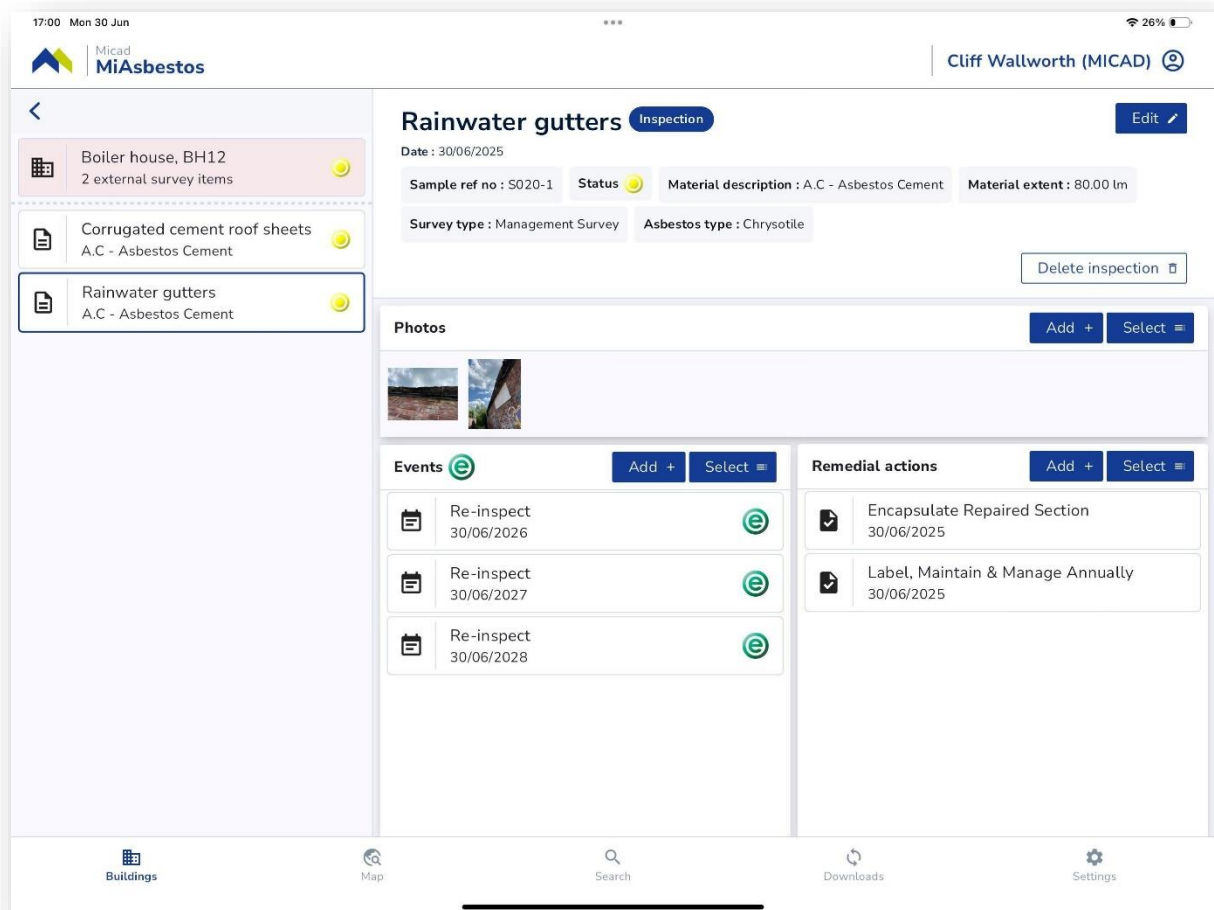 17:00 Mon 30 Jun
26%
Micad
MiAsbestos
Cliff Wallworth (MICAD)
Boiler house, BH12
2 external survey items
Corrugated cement roof sheets
A.C - Asbestos Cement
Rainwater gutters
A.C - Asbestos Cement
Rainwater gutters Inspection
Edit
Date : 30/06/2025
Sample ref no : S020-1 Status Material description : A.C - Asbestos Cement Material extent : 80.00 lm
Survey type : Management Survey Asbestos type : Chrysotile
Delete inspection
Photos
Add + Select
Events e
Add + Select
Re-inspect
30/06/2026
e
Re-inspect
30/06/2027
e
Re-inspect
30/06/2028
e
Remedial actions
Add + Select
Encapsulate Repaired Section
30/06/2025
Label, Maintain & Manage Annually
30/06/2025
Buildings
Map
Search
Downloads
Settings